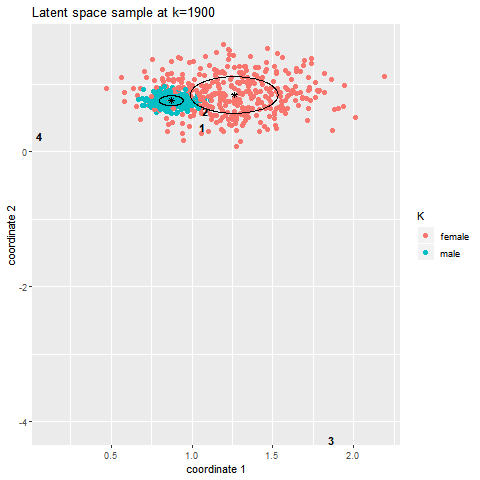 Latent space sample at k=1900
coordinate 2
0
-2
-4
4
2
1
3
K
female
male
0.5 1.0 1.5 2.0
coordinate 1